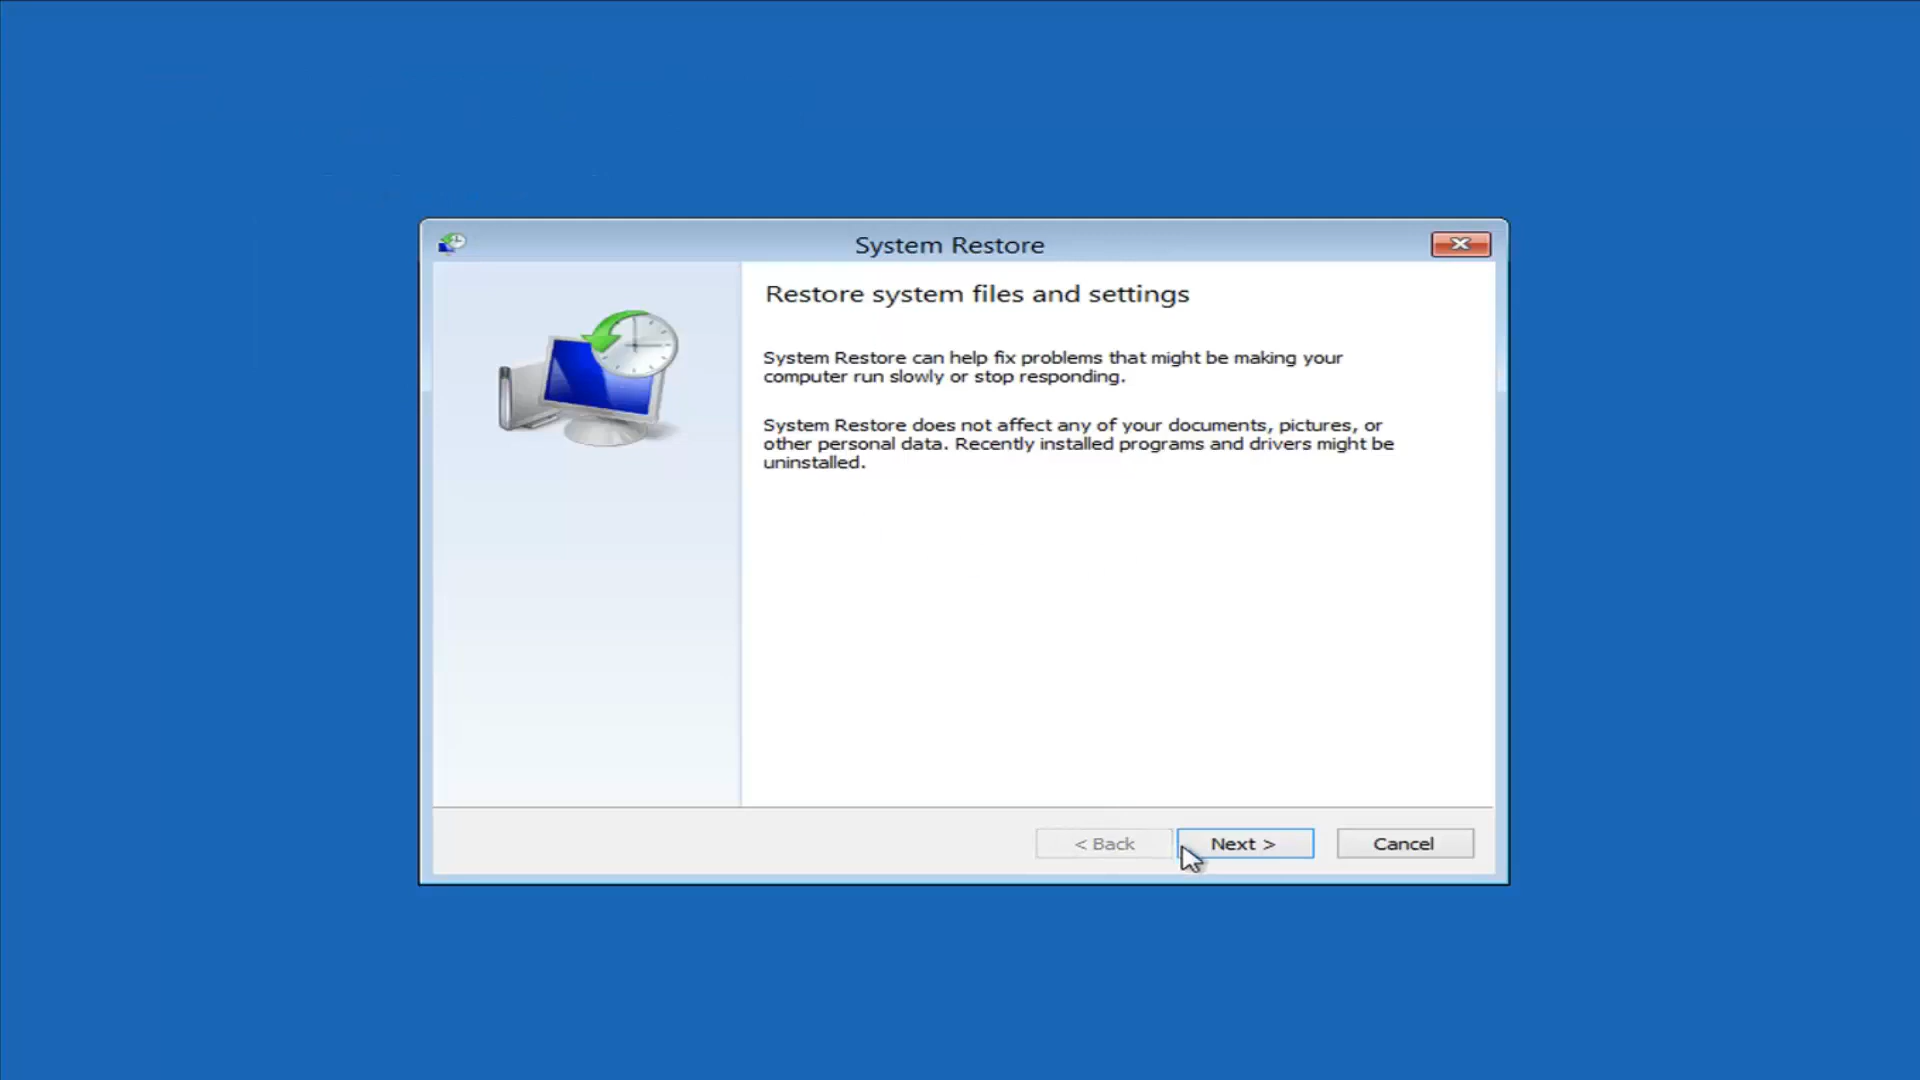 System Restore
Restore system files and settings
System Restore can help fix problems that might be making your
computer run slowly or stop responding.
System Restore does not affect any of your documents, pictures, or
other personal data. Recently installed programs and drivers might be
uninstalled.
< Back
Next >
Cancel